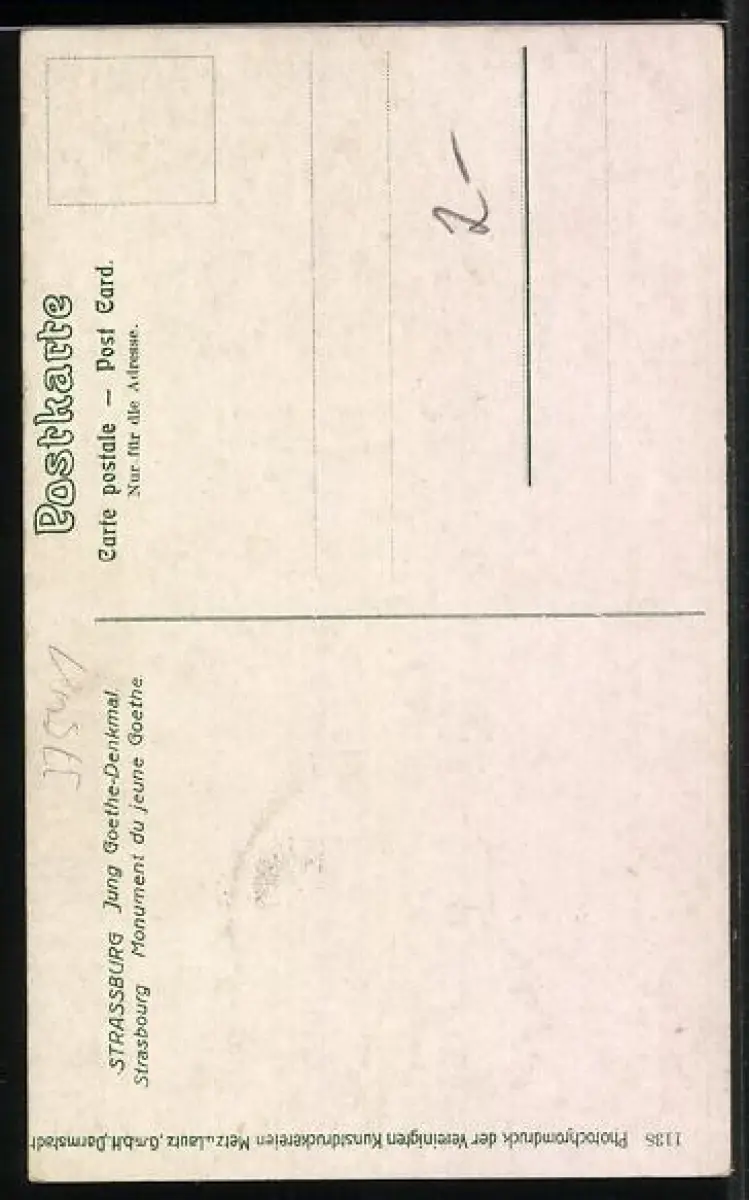 Postkarte
Carte postale — Post Card.
Nur für die Adresse.
2-
STRASSBURG Jung Goethe-Denkmal.
Strasbourg Monument du jeune Goethe.
1138 Photochromdruck der Vereinigten Kunstdruckereien Metz u. Lautz, G.m.b.H., Darmstadt